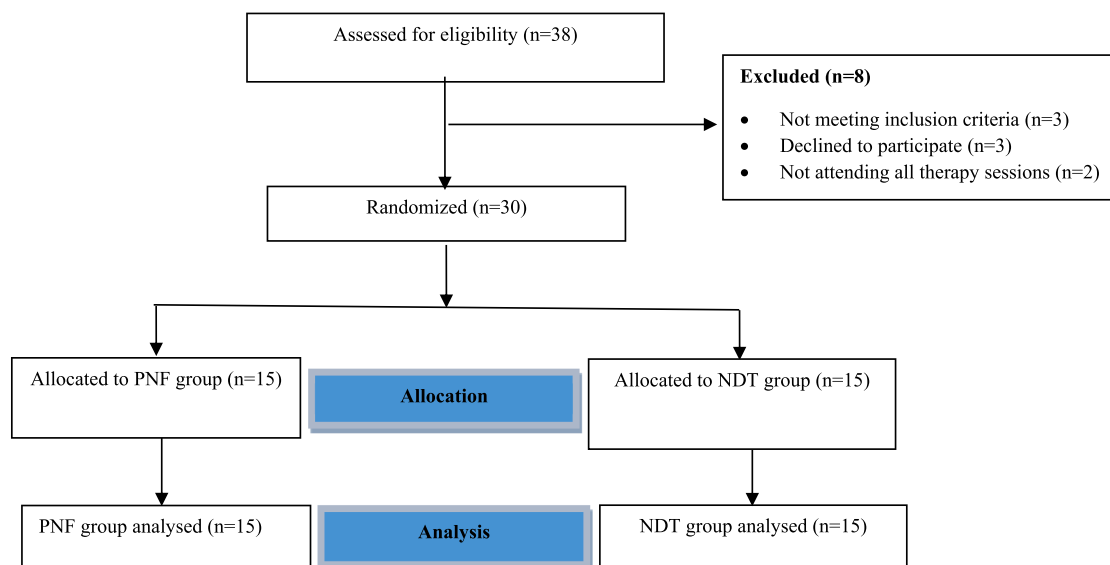 Assessed for eligibility (n=38)
Excluded (n=8)
• Not meeting inclusion criteria (n=3)
• Declined to participate (n=3)
• Not attending all therapy sessions (n=2)
Randomized (n=30)
Allocated to PNF group (n=15)
Allocation
Allocated to NDT group (n=15)
PNF group analysed (n=15)
Analysis
NDT group analysed (n=15)